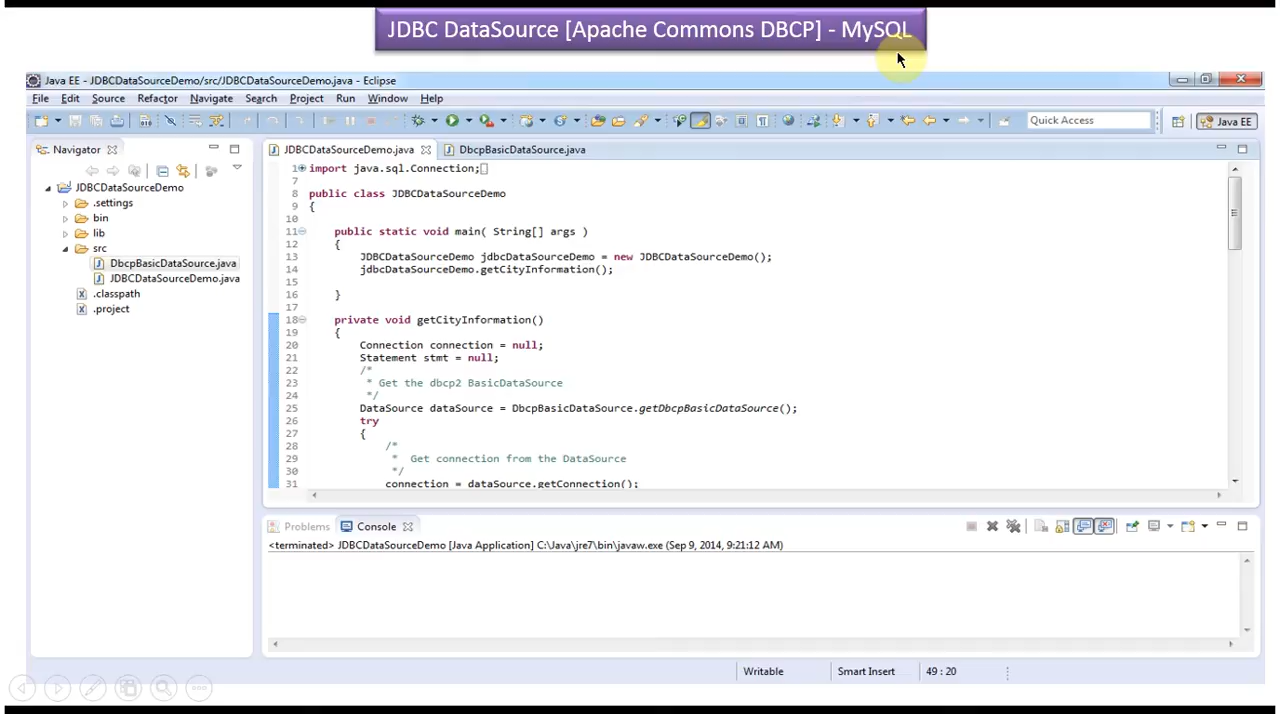 JDBC DataSource [Apache Commons DBCP] - MySQL
Java EE - JDBCDataSourceDemo/src/JDBCDataSourceDemo.java - Eclipse
File Edit Source Refactor Navigate Search Project Run Window Help
Quick Access
Java EE
Navigator
JDBCDataSourceDemo
.settings
bin
lib
src
DbcpBasicDataSource.java
JDBCDataSourceDemo.java
.classpath
.project
JDBCDataSourceDemo.java DbcpBasicDataSource.java
1 import java.sql.Connection;
7
8 public class JDBCDataSourceDemo
9 {
10
11 public static void main( String[] args )
12 {
13 JDBCDataSourceDemo jdbcDataSourceDemo = new JDBCDataSourceDemo();
14 jdbcDataSourceDemo.getCityInformation();
15
16 }
17
18 private void getCityInformation()
19 {
20 Connection connection = null;
21 Statement stmt = null;
22 /*
23 * Get the dbcp2 BasicDataSource
24 */
25 DataSource dataSource = DbcpBasicDataSource.getDbcpBasicDataSource();
26 try
27 {
28 /*
29 * Get connection from the DataSource
30 */
31 connection = dataSource.getConnection();
Problems Console
<terminated> JDBCDataSourceDemo [Java Application] C:\Java\jre7\bin\javaw.exe (Sep 9, 2014, 9:21:12 AM)
Writable Smart Insert 49 : 20